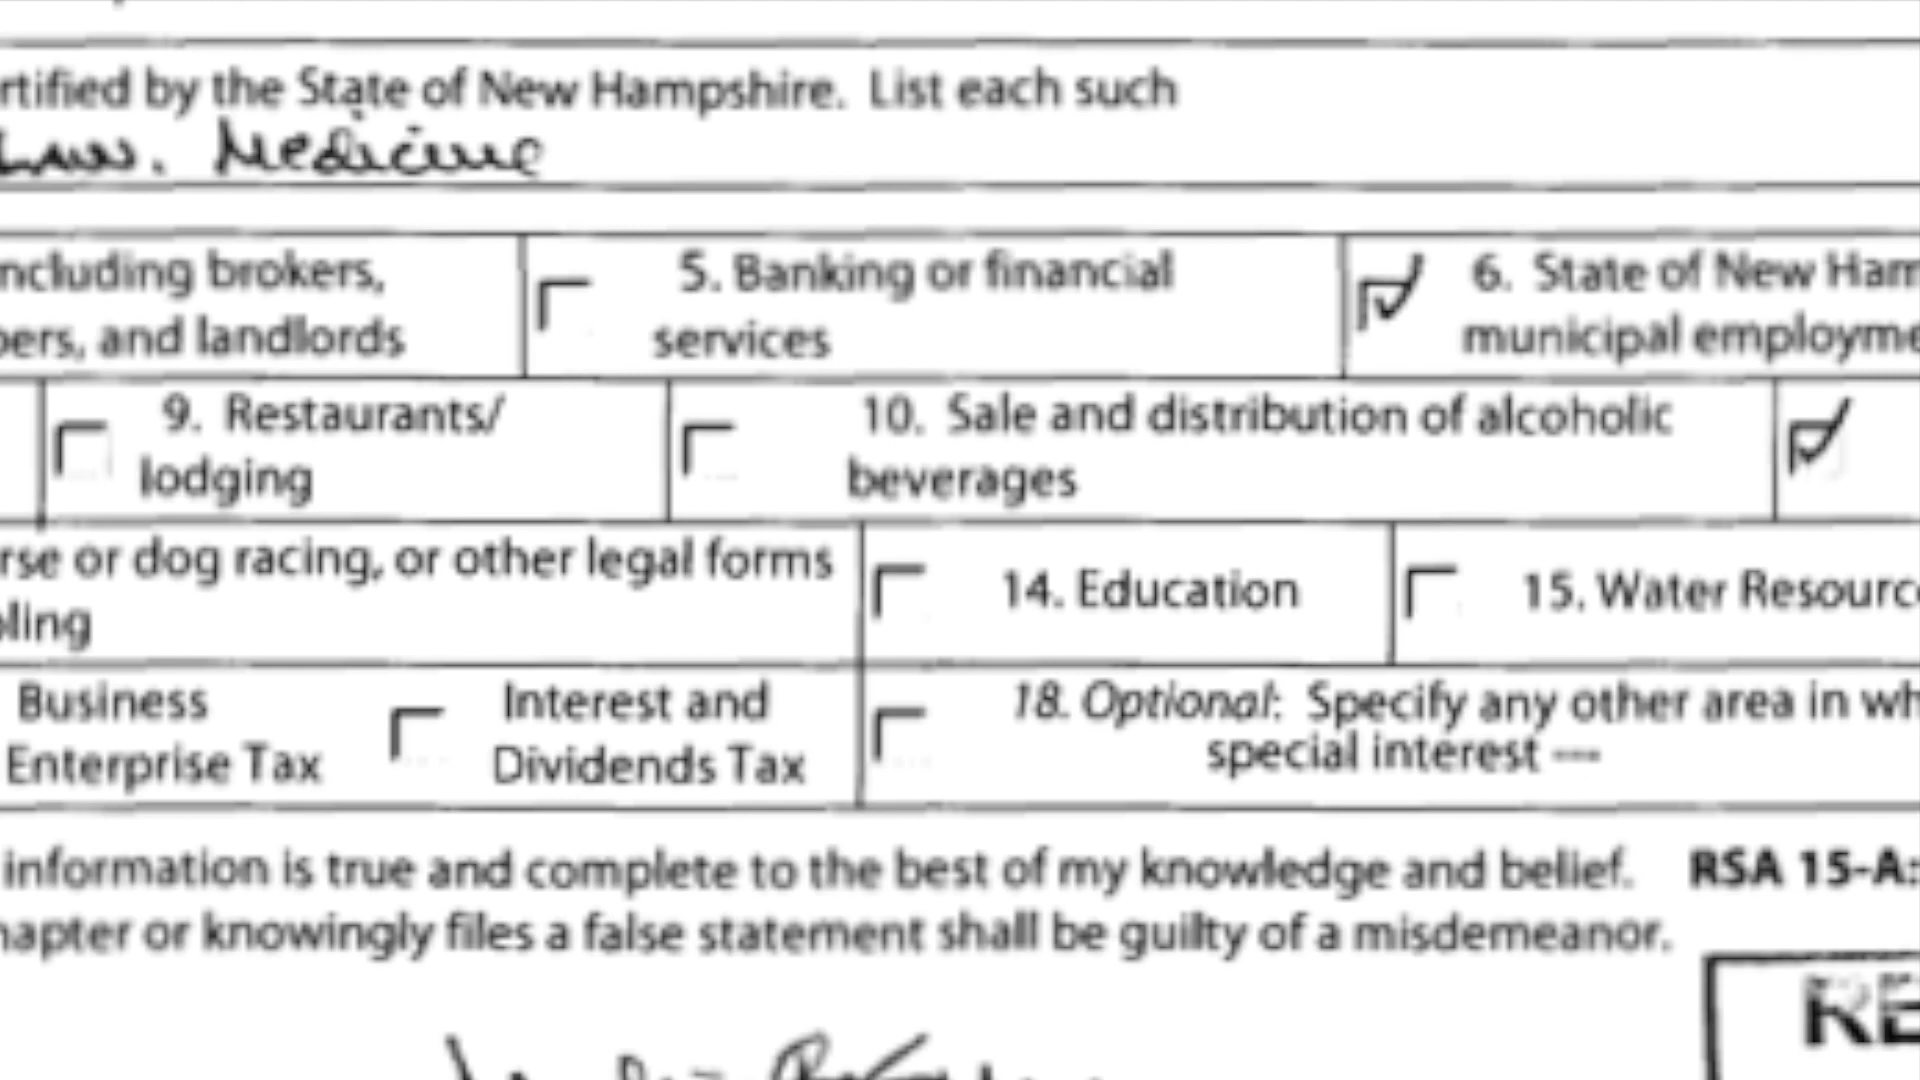 rtified by the State of New Hampshire. List each such
Law. Medicine
ncluding brokers,
pers, and landlords
5. Banking or financial
services
6. State of New Ham
municipal employme
9. Restaurants/
lodging
10. Sale and distribution of alcoholic
beverages
rse or dog racing, or other legal forms
bling
14. Education
15. Water Resourc
Business
Enterprise Tax
Interest and
Dividends Tax
18. Optional: Specify any other area in wh
special interest ---
information is true and complete to the best of my knowledge and belief. RSA 15-A:
hapter or knowingly files a false statement shall be guilty of a misdemeanor.
RE